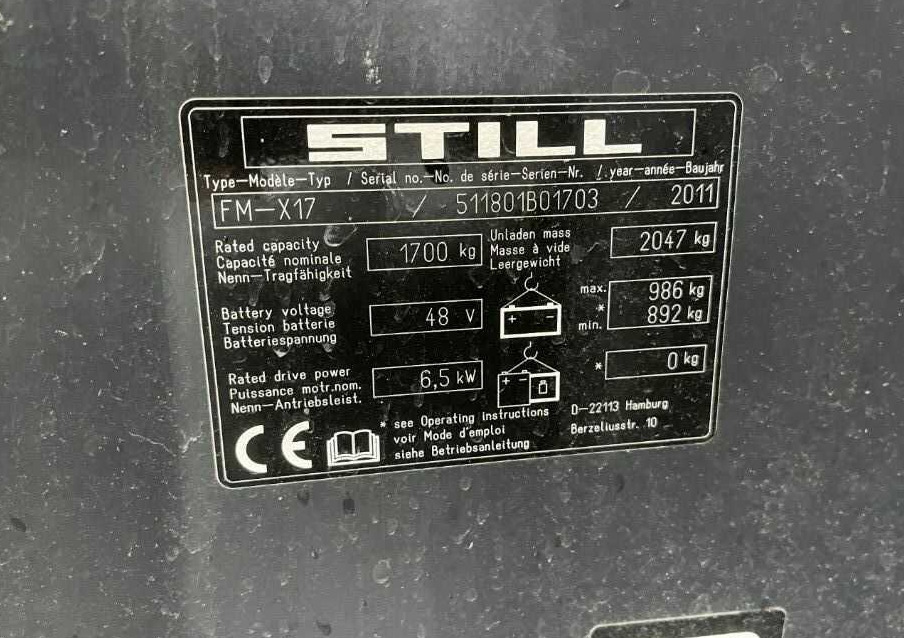 STILL
Type–Modèle–Typ / Serial no.–No. de série–Serien–Nr. / year–année–Baujahr
FM–X17 / 511801B01703 / 2011
Rated capacity
Capacité nominale
Nenn–Tragfähigkeit
1700 kg
Unladen mass
Masse à vide
Leergewicht
2047 kg
Battery voltage
Tension batterie
Batteriespannung
48 V
+ –
max. 986 kg
*
min. 892 kg
Rated drive power
Puissance motr.nom.
Nenn–Antriebsleist.
6,5 kW
+ –
* 0 kg
CE
* see Operating instructions
voir Mode d'emploi
siehe Betriebsanleitung
D–22113 Hamburg
Berzeliusstr. 10